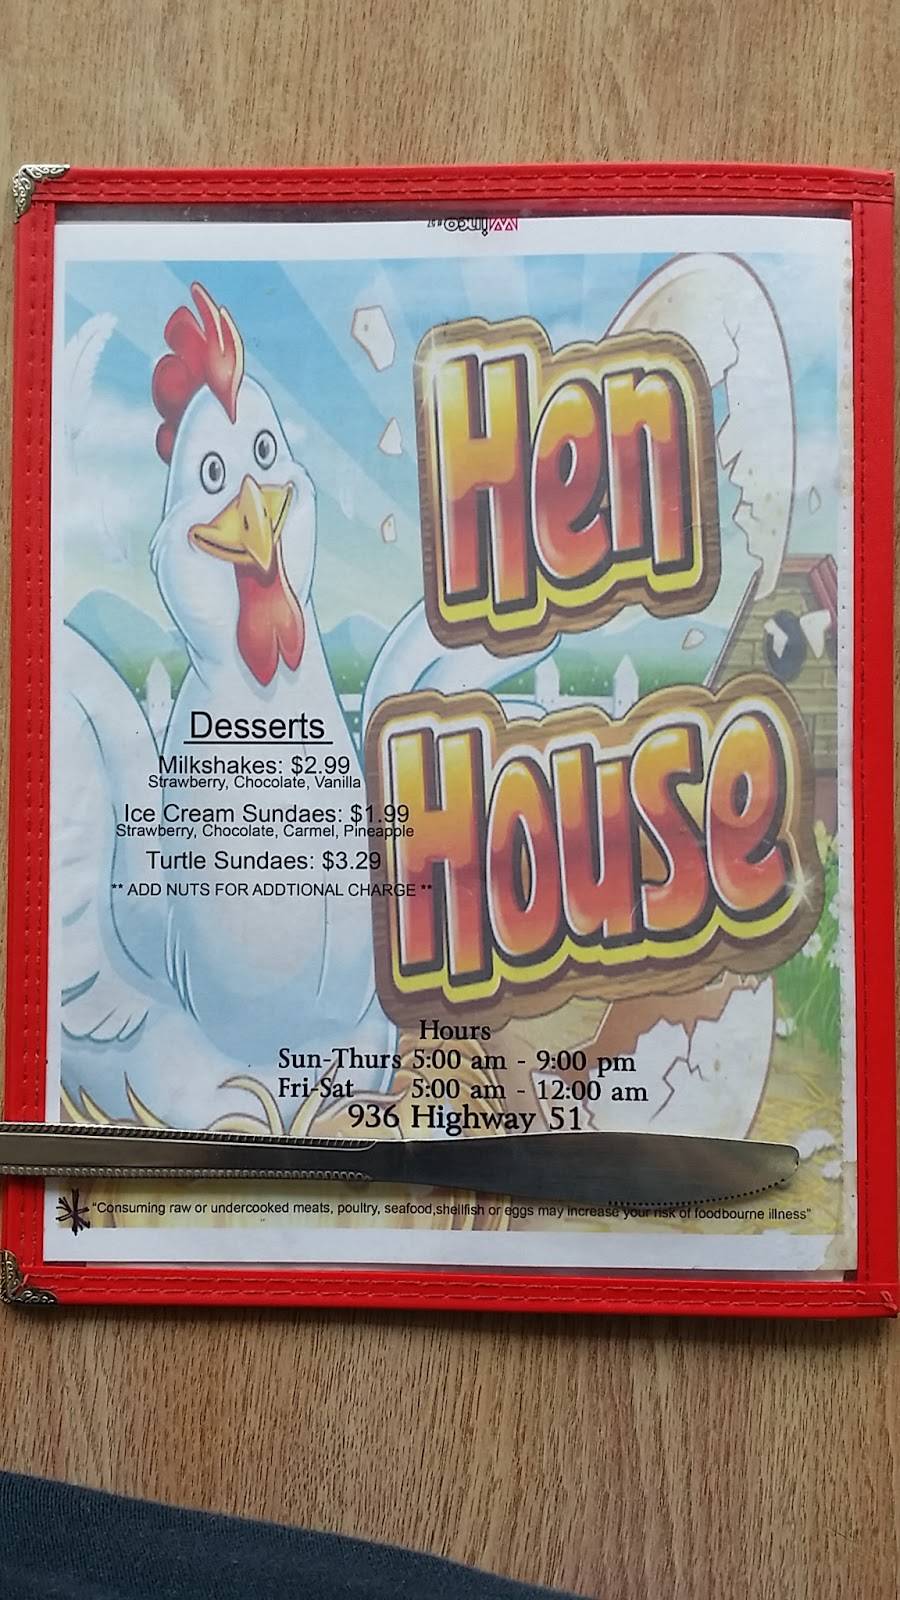 Winco
Hen
House
Desserts
Milkshakes: $2.99
Strawberry, Chocolate, Vanilla
Ice Cream Sundaes: $1.99
Strawberry, Chocolate, Carmel, Pineapple
Turtle Sundaes: $3.29
** ADD NUTS FOR ADDTIONAL CHARGE **
Hours
Sun-Thurs 5:00 am - 9:00 pm
Fri-Sat 5:00 am - 12:00 am
936 Highway 51
"Consuming raw or undercooked meats, poultry, seafood,shellfish or eggs may increase your risk of foodbourne illness"